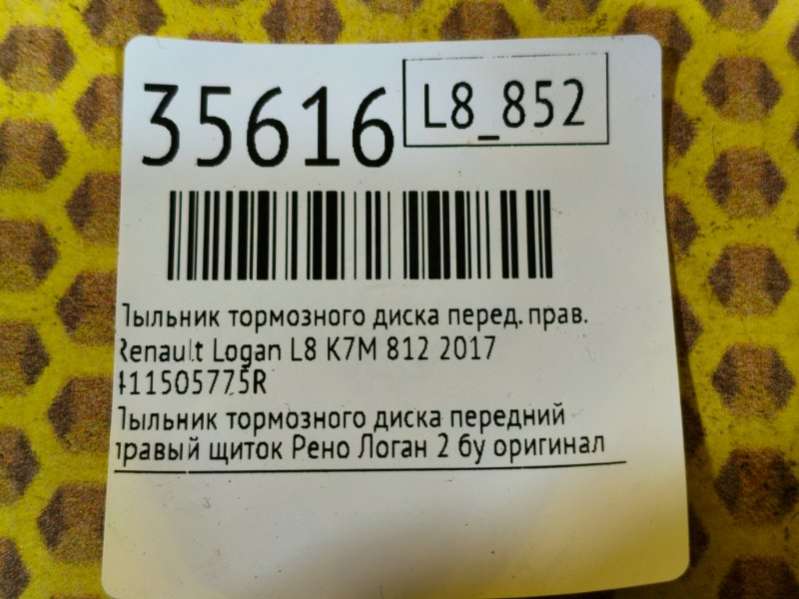 35616
L8_852
Пыльник тормозного диска перед. прав.
Renault Logan L8 K7M 812 2017
411505775R
Пыльник тормозного диска передний
правый щиток Рено Логан 2 бу оригинал